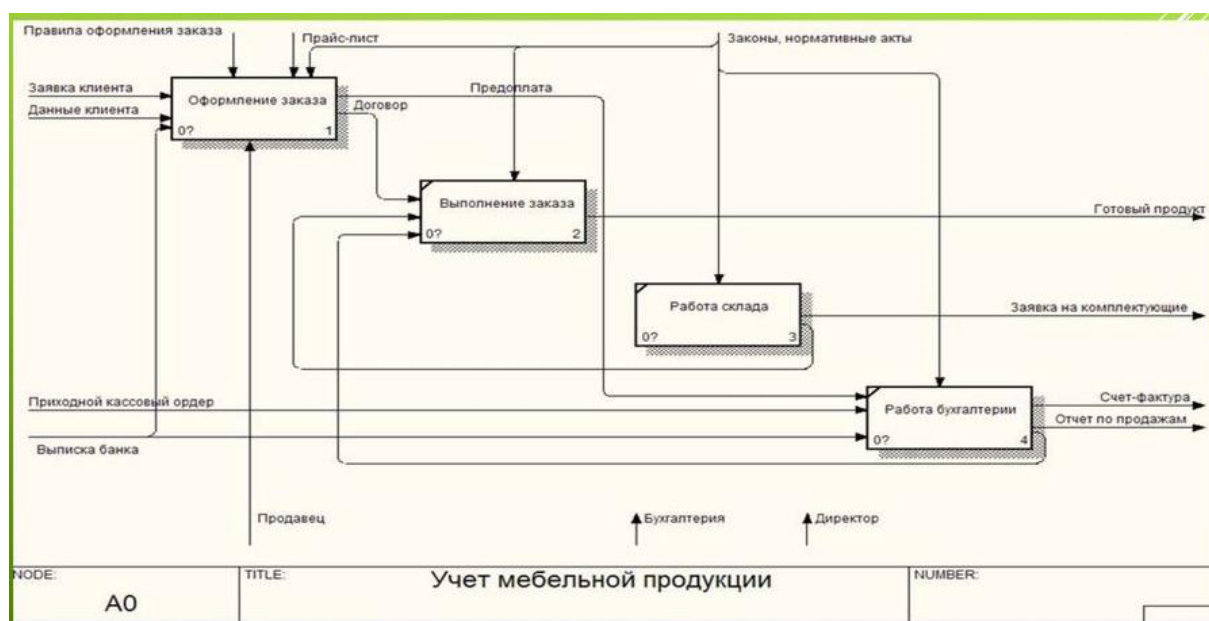 Правила оформления заказа
Прайс-лист
Законы, нормативные акты
Заявка клиента
Данные клиента
Оформление заказа
0? 1
Предоплата
Договор
Выполнение заказа
0? 2
Готовый продукт
Работа склада
0? 3
Заявка на комплектующие
Приходной кассовый ордер
Выписка банка
Работа бухгалтерии
0? 4
Счет-фактура
Отчет по продажам
Продавец
Бухгалтерия
Директор
NODE: TITLE: NUMBER:
A0 Учет мебельной продукции